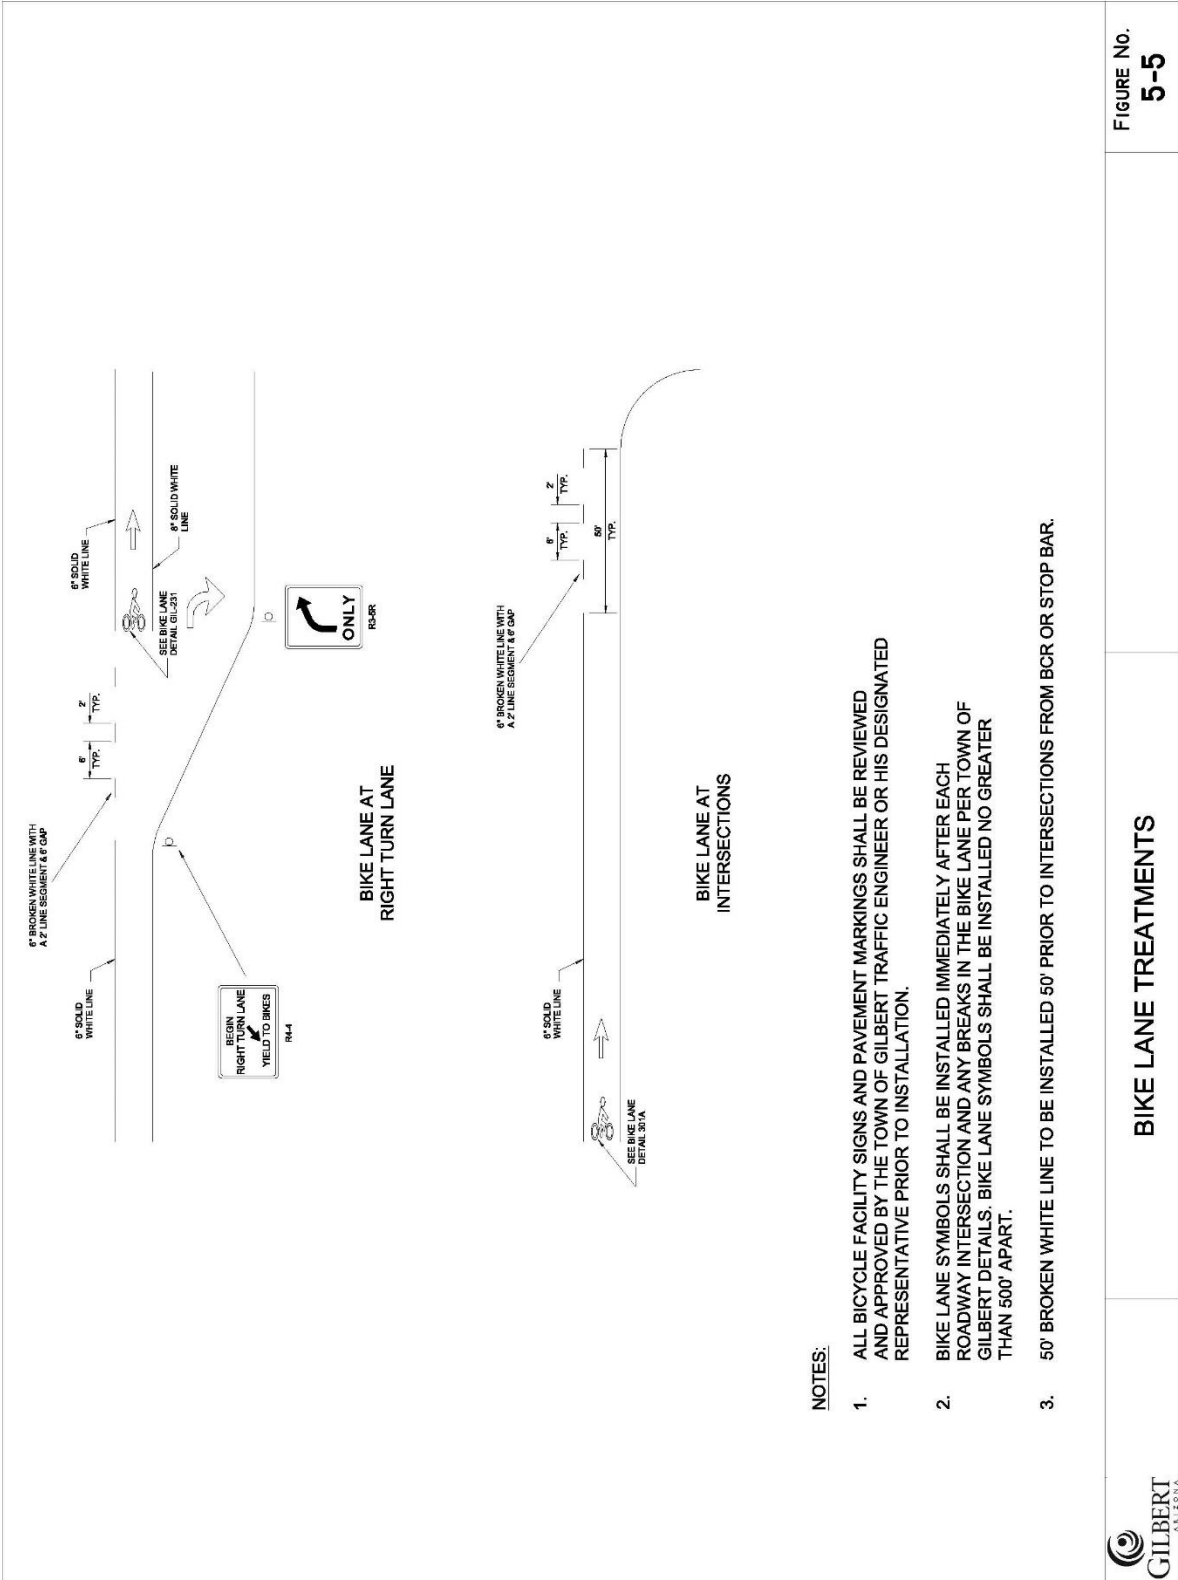 6" BROKEN WHITE LINE WITH
A 2' LINE SEGMENT & 6' GAP
6" SOLID
WHITE LINE
6'
TYP.
2'
TYP.
6" SOLID
WHITE LINE
SEE BIKE LANE
DETAIL GIL-231
8" SOLID WHITE
LINE
BEGIN
RIGHT TURN LANE
YIELD TO BIKES
R4-4
ONLY
R3-5R
BIKE LANE AT
RIGHT TURN LANE
6" BROKEN WHITE LINE WITH
A 2' LINE SEGMENT & 6' GAP
6" SOLID
WHITE LINE
6'
TYP.
2'
TYP.
50'
TYP.
SEE BIKE LANE
DETAIL 301A
BIKE LANE AT
INTERSECTIONS
NOTES:
1. ALL BICYCLE FACILITY SIGNS AND PAVEMENT MARKINGS SHALL BE REVIEWED
AND APPROVED BY THE TOWN OF GILBERT TRAFFIC ENGINEER OR HIS DESIGNATED
REPRESENTATIVE PRIOR TO INSTALLATION.
2. BIKE LANE SYMBOLS SHALL BE INSTALLED IMMEDIATELY AFTER EACH
ROADWAY INTERSECTION AND ANY BREAKS IN THE BIKE LANE PER TOWN OF
GILBERT DETAILS. BIKE LANE SYMBOLS SHALL BE INSTALLED NO GREATER
THAN 500' APART.
3. 50' BROKEN WHITE LINE TO BE INSTALLED 50' PRIOR TO INTERSECTIONS FROM BCR OR STOP BAR.
GILBERT
ARIZONA
BIKE LANE TREATMENTS
FIGURE NO.
5-5